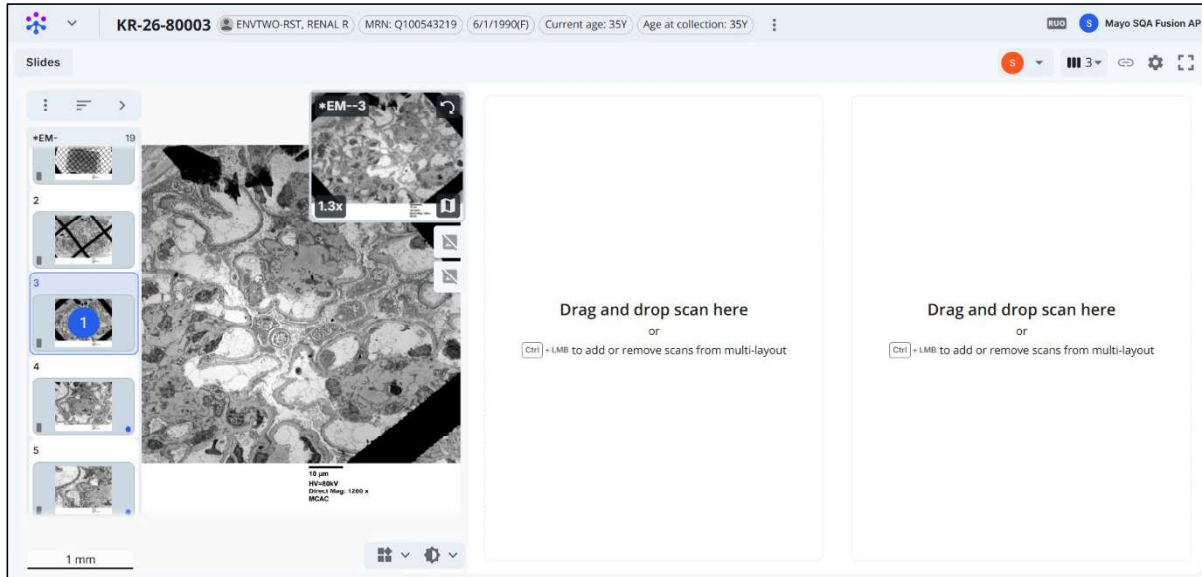 KR-26-80003 ENVTWO-RST, RENAL R MRN: Q100543219 6/1/1990(F) Current age: 35Y Age at collection: 35Y RUO S Mayo SQA Fusion AP
Slides S 3
*EM- 19
2
3
1
4
5
*EM--3
1.3x
10 µm
HV=80kV
Direct Mag: 1200 x
MCAC
1 mm
Drag and drop scan here
or
Ctrl + LMB to add or remove scans from multi-layout
Drag and drop scan here
or
Ctrl + LMB to add or remove scans from multi-layout